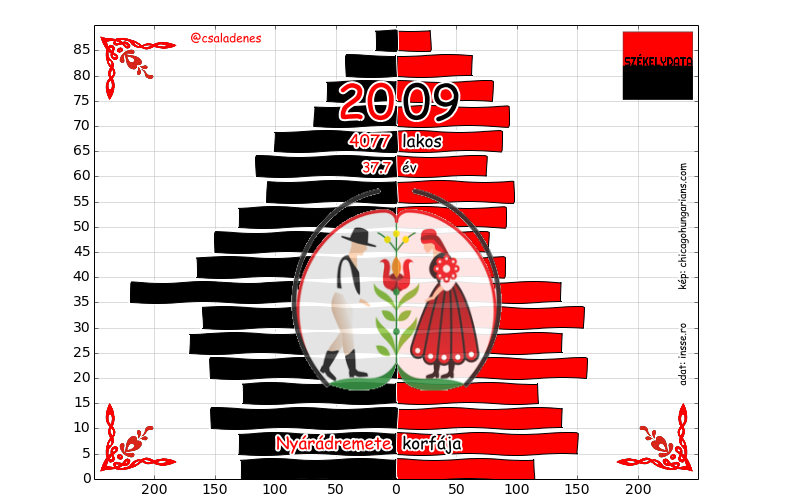 @csaladenes
SZÉKELYDATA
2009
4077 lakos
37.7 év
kép: chicagohungarians.com
adat: insse.ro
Nyárádremete korfája
85
80
75
70
65
60
55
50
45
40
35
30
25
20
15
10
5
0
200 150 100 50 0 50 100 150 200